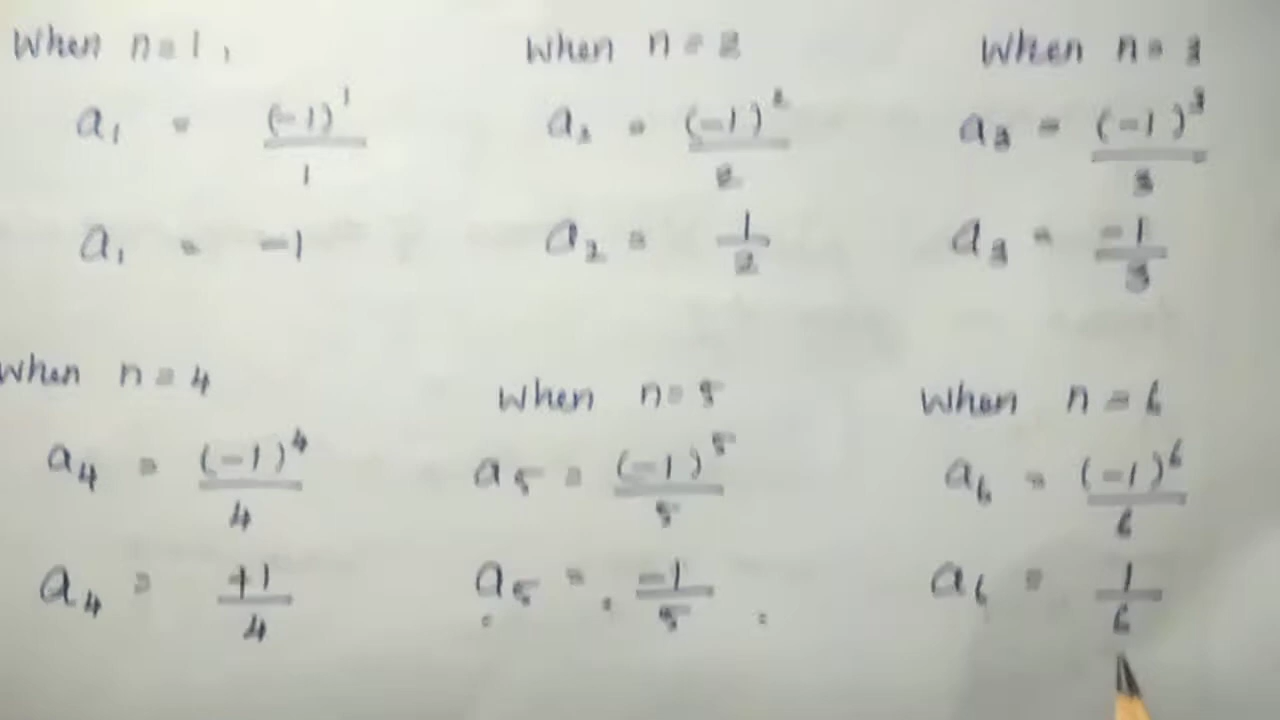 When n = 1,
a₁ = (-1)¹/1
a₁ = -1
When n = 2
a₂ = (-1)²/2
a₂ = 1/2
When n = 3
a₃ = (-1)³/3
a₃ = -1/3
When n = 4
a₄ = (-1)⁴/4
a₄ = +1/4
When n = 5
a₅ = (-1)⁵/5
a₅ = -1/5
When n = 6
a₆ = (-1)⁶/6
a₆ = 1/6